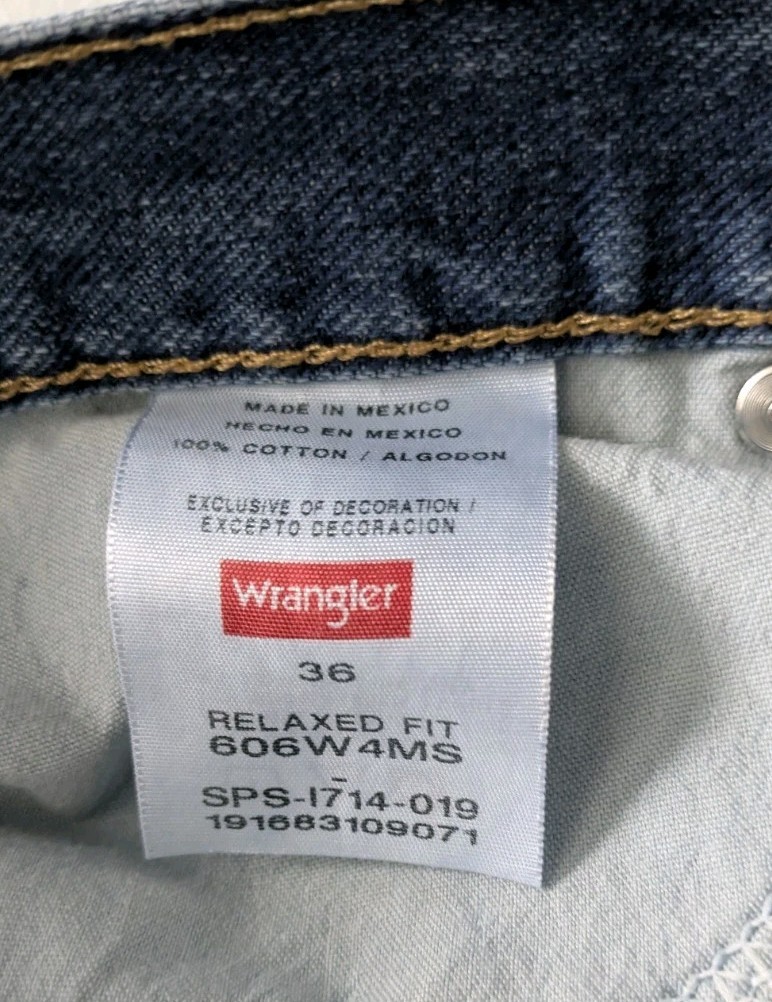 MADE IN MEXICO
HECHO EN MEXICO
100% COTTON / ALGODON
EXCLUSIVE OF DECORATION /
EXCEPTO DECORACION
Wrangler
36
RELAXED FIT
606W4MS
-
SPS-I714-019
191683109071